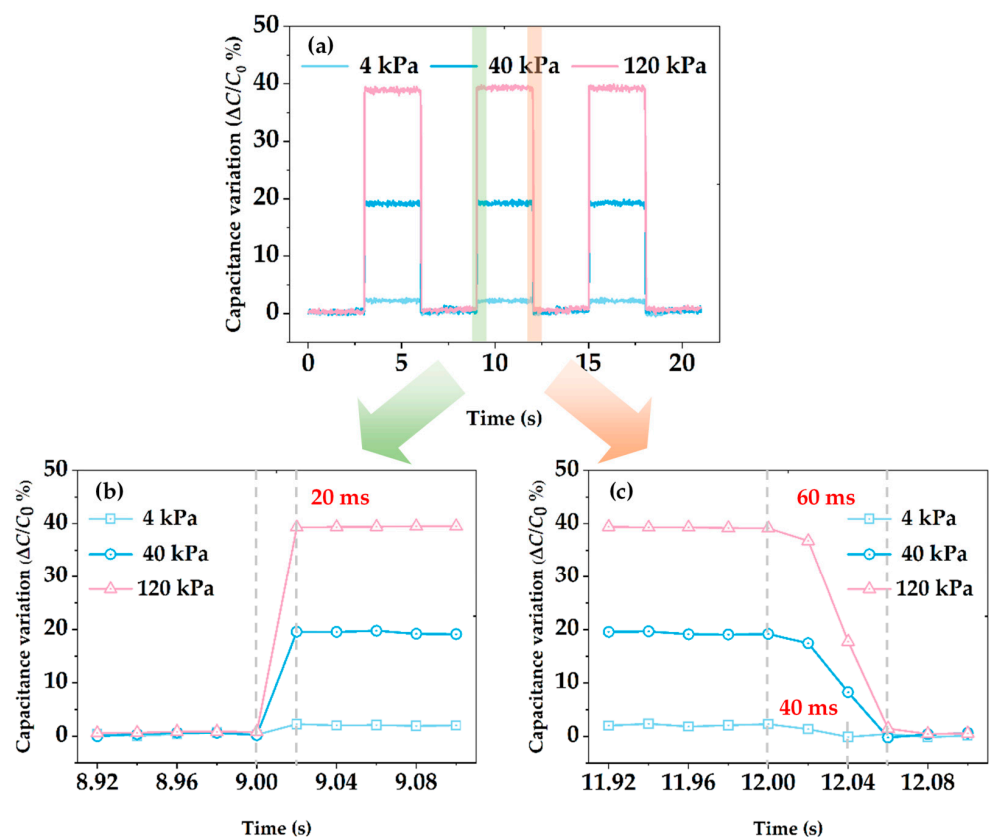 (a)
4 kPa 40 kPa 120 kPa
Capacitance variation (ΔC/C₀ %)
50
40
30
20
10
0
0 5 10 15 20
Time (s)
(b)
20 ms
4 kPa
40 kPa
120 kPa
Capacitance variation (ΔC/C0 %)
50
40
30
20
10
0
8.92 8.96 9.00 9.04 9.08
Time (s)
(c)
60 ms
4 kPa
40 kPa
120 kPa
40 ms
Capacitance variation (ΔC/C0 %)
50
40
30
20
10
0
11.92 11.96 12.00 12.04 12.08
Time (s)